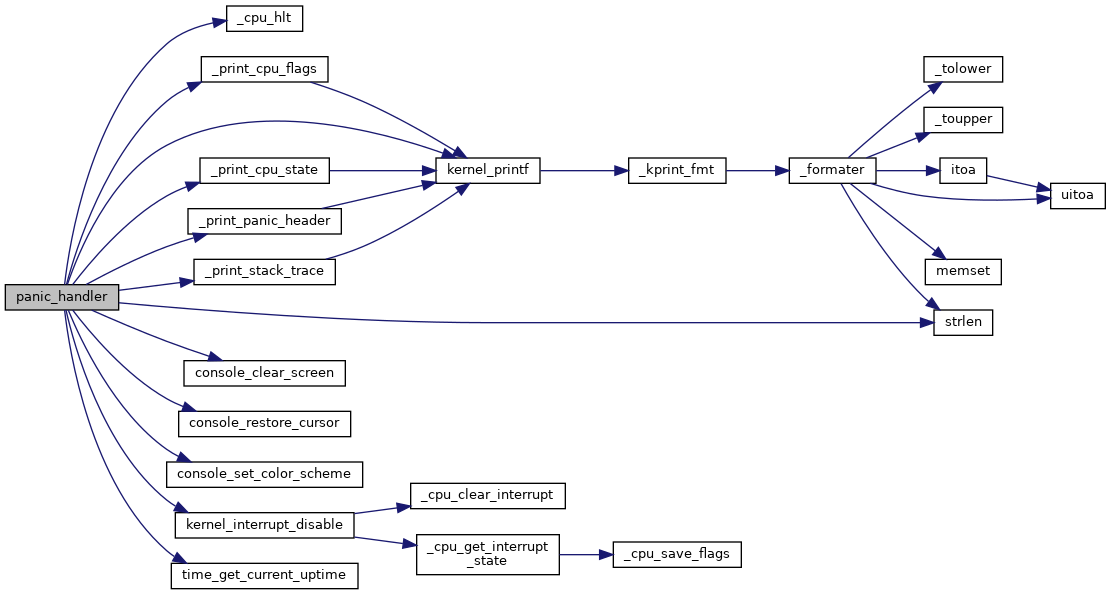 _cpu_hlt
_print_cpu_flags
_tolower
_toupper
_print_cpu_state
kernel_printf
_kprint_fmt
_formater
itoa
uitoa
_print_panic_header
_print_stack_trace
memset
panic_handler
strlen
console_clear_screen
console_restore_cursor
console_set_color_scheme
_cpu_clear_interrupt
kernel_interrupt_disable
_cpu_get_interrupt
_state
_cpu_save_flags
time_get_current_uptime